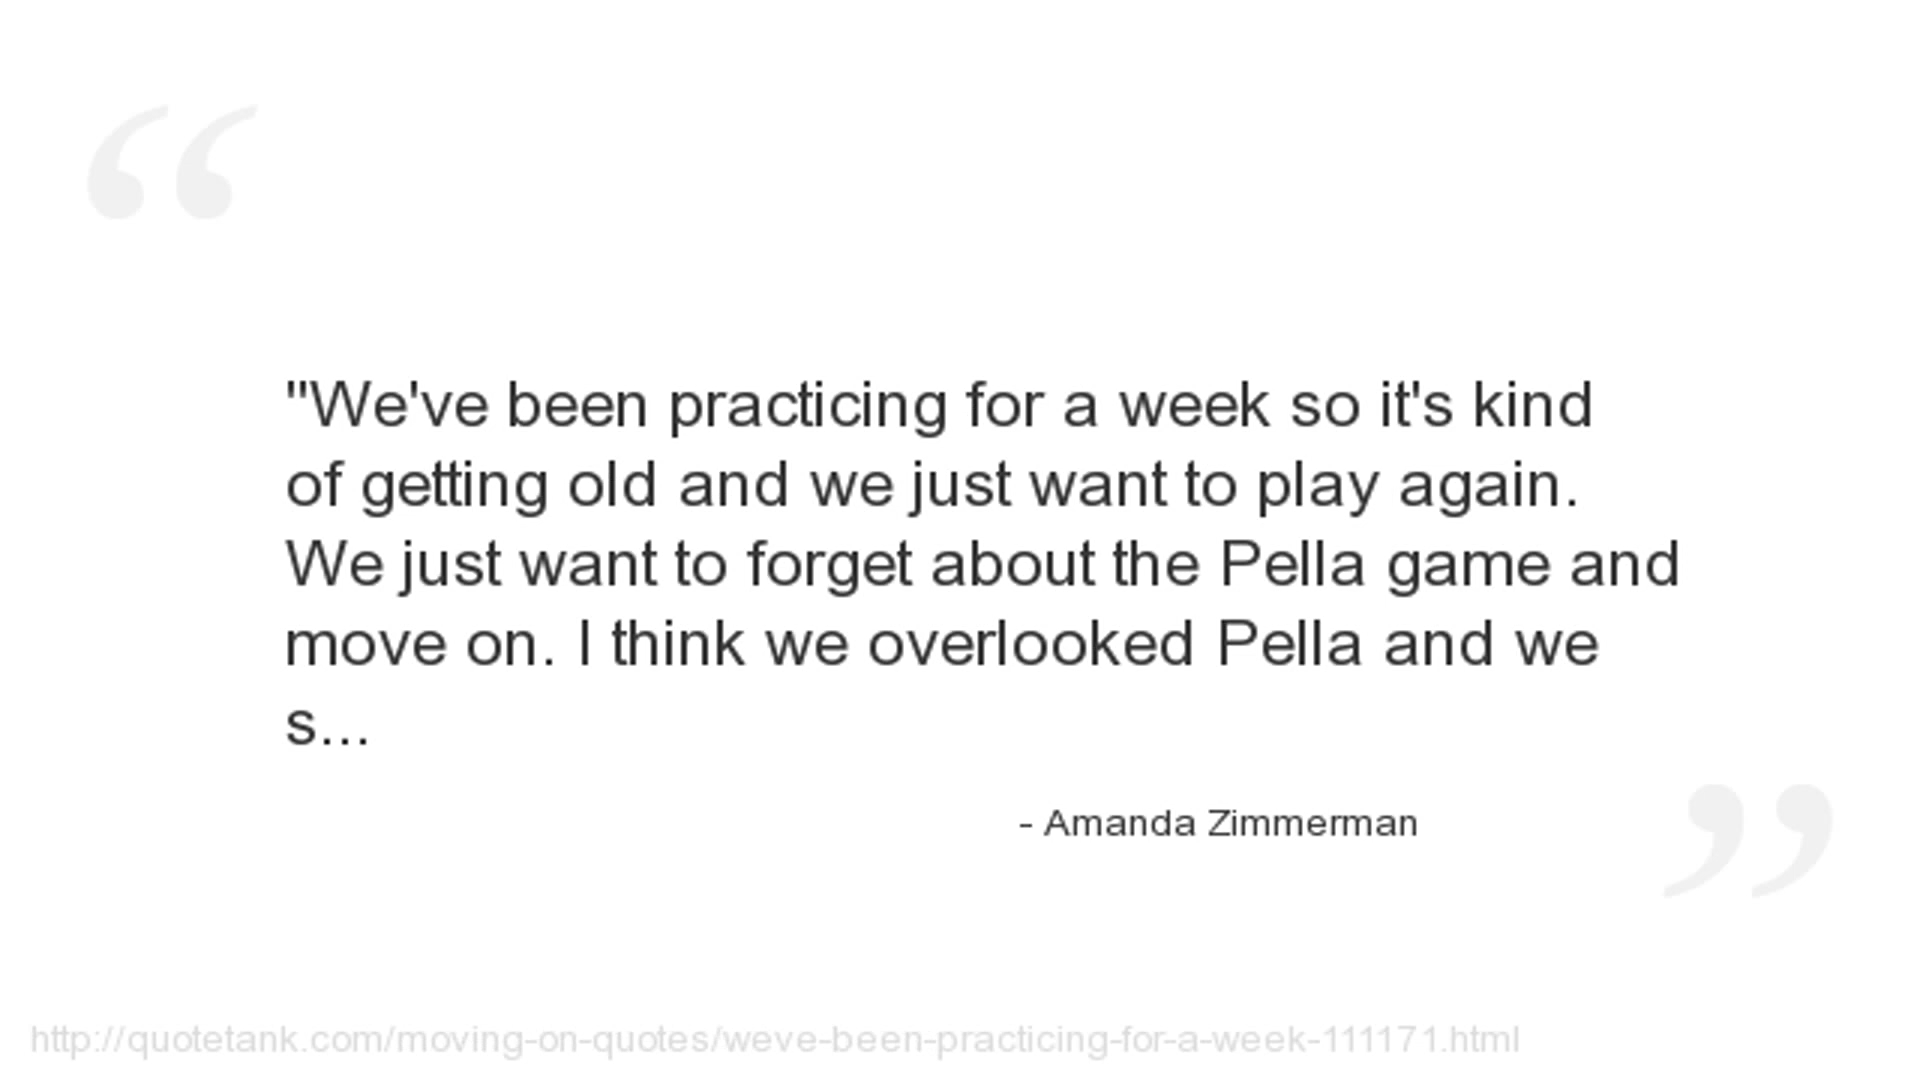 "We've been practicing for a week so it's kind
of getting old and we just want to play again.
We just want to forget about the Pella game and
move on. I think we overlooked Pella and we
s...
- Amanda Zimmerman
http://quotetank.com/moving-on-quotes/weve-been-practicing-for-a-week-111171.html